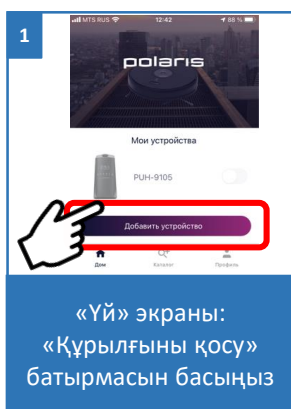 1
MTS RUS 12:42 88 %
polaris
Мои устройства
PUH-9105
Добавить устройство
Дом Каталог Профиль
«Үй» экраны:
«Құрылғыны қосу»
батырмасын басыңыз